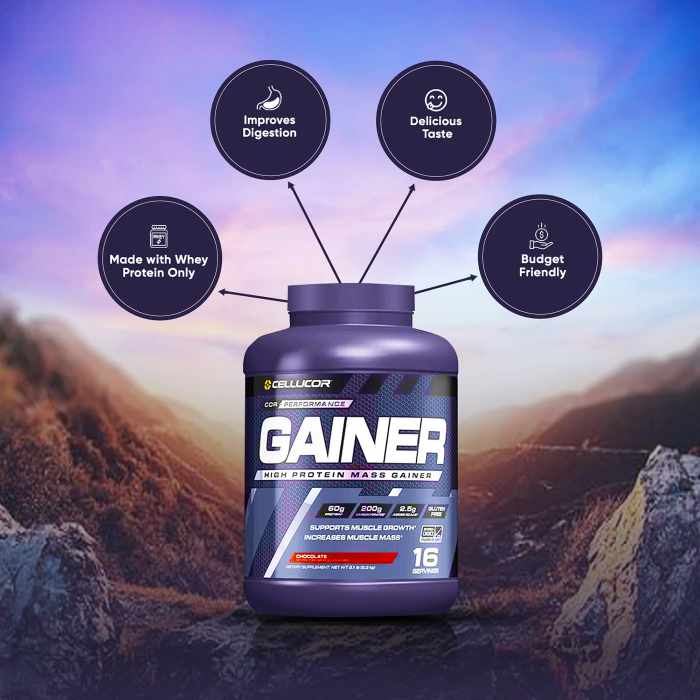 Improves
Digestion
Delicious
Taste
Made with Whey
Protein Only
Budget
Friendly
CELLUCOR
COR PERFORMANCE
GAINER
HIGH PROTEIN MASS GAINER
60g
200g
2.5g
GLUTEN
FREE
SUPPORTS MUSCLE GROWTH*
INCREASES MUSCLE MASS*
CHOCOLATE
16
SERVINGS